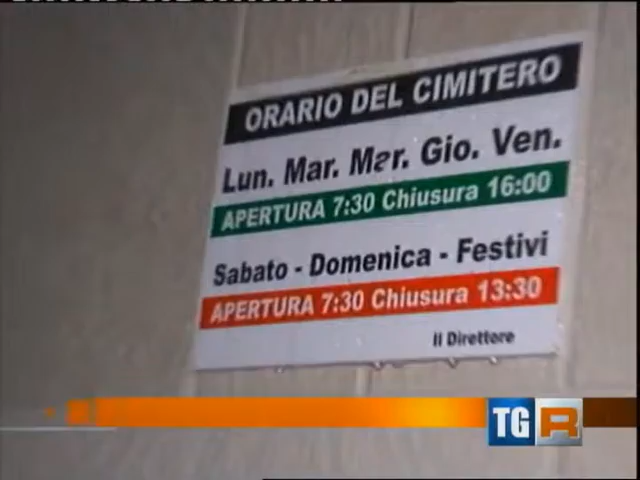 ORARIO DEL CIMITERO
Lun. Mar. Mer. Gio. Ven.
APERTURA 7:30 Chiusura 16:00
Sabato - Domenica - Festivi
APERTURA 7:30 Chiusura 13:30
Il Direttore
TG R